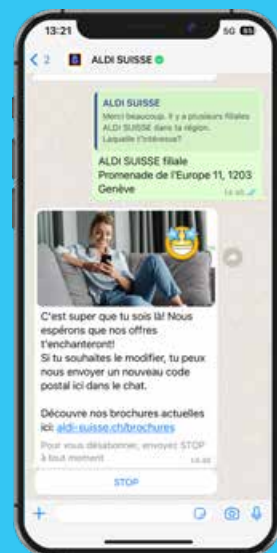 13:21
5G
2
ALDI SUISSE
ALDI SUISSE
Merci beaucoup. Il y a plusieurs filiales
ALDI SUISSE dans ta région.
Laquelle t'intéresse?
ALDI SUISSE filiale
Promenade de l'Europe 11, 1203
Genève
C'est super que tu sois là! Nous
espérons que nos offres
t'enchanteront!
Si tu souhaites le modifier, tu peux
nous envoyer un nouveau code
postal ici dans le chat.
Découvre nos brochures actuelles
ici: aldi-suisse.ch/brochures
Pour vous désabonner, envoyez STOP
à tout moment
STOP